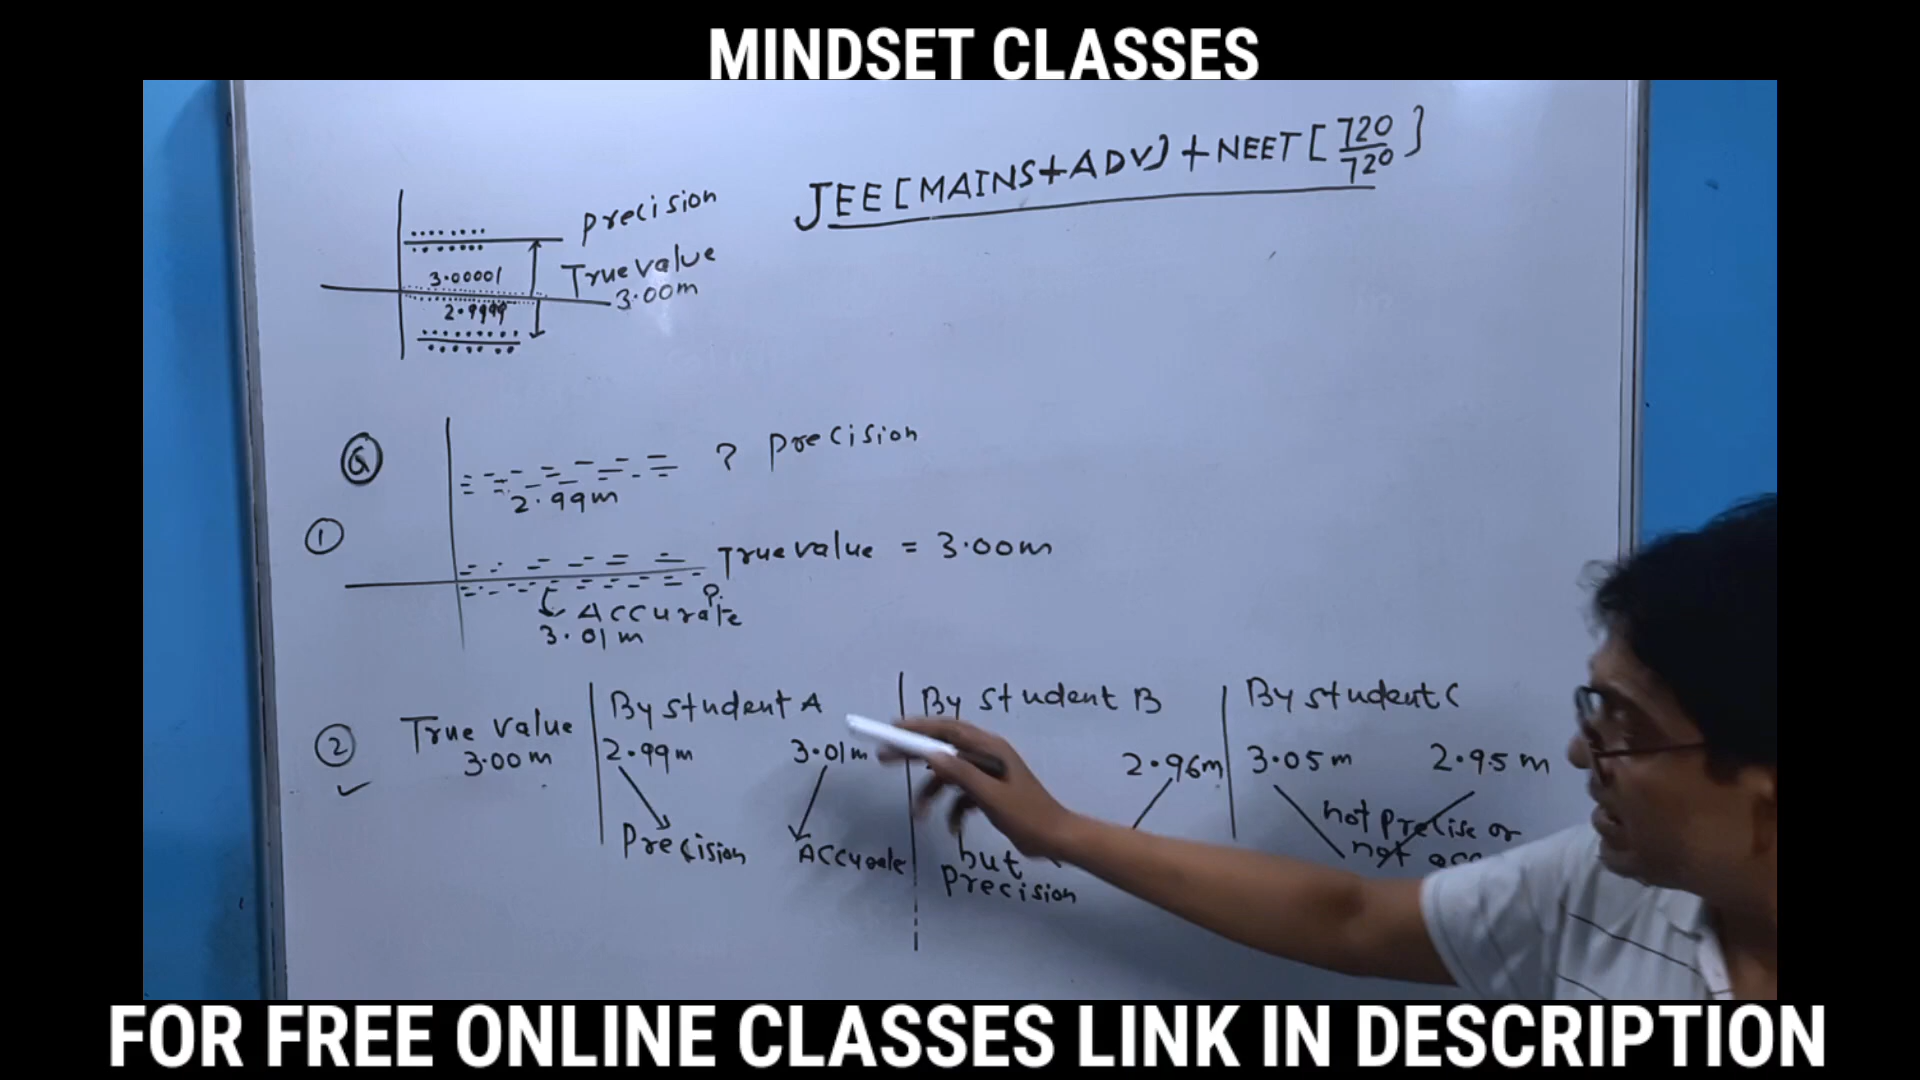 MINDSET CLASSES
JEE [MAINS+ADV) + NEET [ 720/720 ]
precision
3.00001
True value
3.00m
2.9999
Q
? precision
2.99m
1
True value = 3.00m
Accurate
3.01 m
2
True value
3.00 m
By student A
2.99m 3.01m
Precision
By student B
2.96m
but
precision
By student C
3.05m 2.95m
not precise or
not
FOR FREE ONLINE CLASSES LINK IN DESCRIPTION